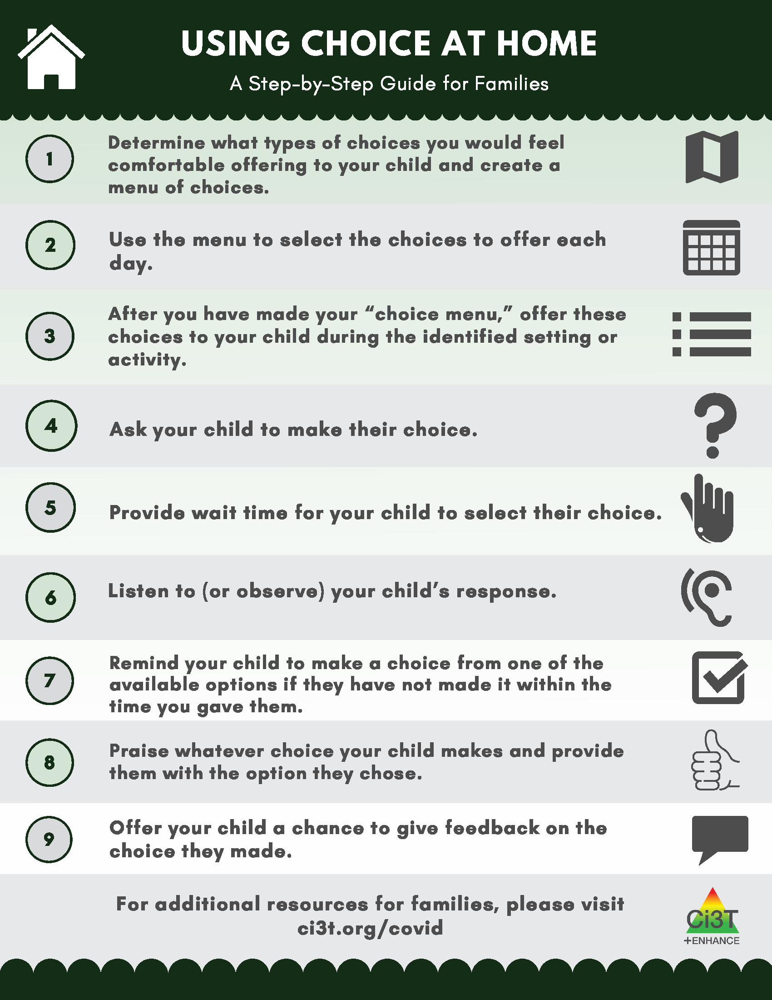 USING CHOICE AT HOME
A Step-by-Step Guide for Families
1
Determine what types of choices you would feel
comfortable offering to your child and create a
menu of choices.
2
Use the menu to select the choices to offer each
day.
3
After you have made your “choice menu,” offer these
choices to your child during the identified setting or
activity.
4
Ask your child to make their choice.
5
Provide wait time for your child to select their choice.
6
Listen to (or observe) your child’s response.
7
Remind your child to make a choice from one of the
available options if they have not made it within the
time you gave them.
8
Praise whatever choice your child makes and provide
them with the option they chose.
9
Offer your child a chance to give feedback on the
choice they made.
For additional resources for families, please visit
ci3t.org/covid
Ci3T
+ENHANCE